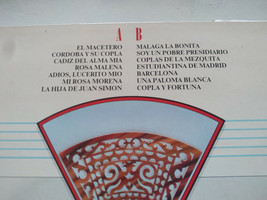 A B
EL MACETERO
CORDOBA Y SU COPLA
CADIZ DEL ALMA MIA
ROSA MALENA
ADIOS, LUCERITO MIO
MI ROSA MORENA
LA HIJA DE JUAN SIMON
MALAGA LA BONITA
SOY UN POBRE PRESIDIARIO
COPLAS DE LA MEZQUITA
ESTUDIANTINA DE MADRID
BARCELONA
UNA PALOMA BLANCA
COPLA Y FORTUNA